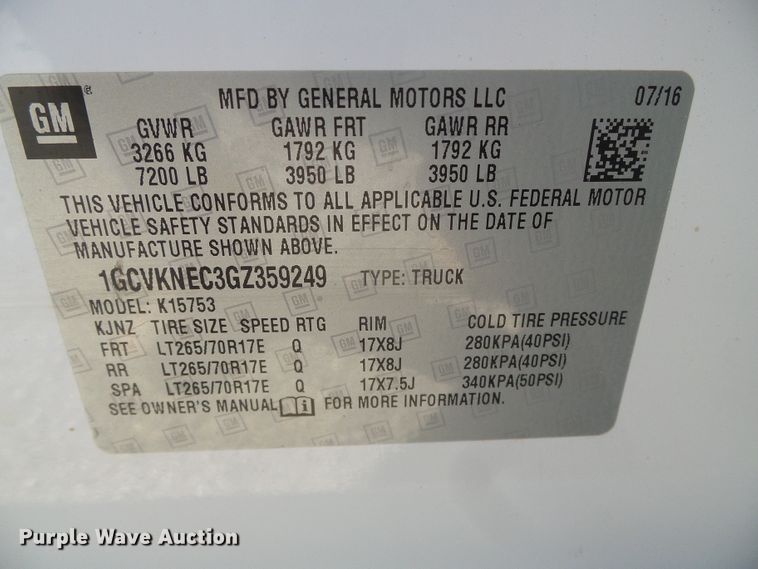 GM
MFD BY GENERAL MOTORS LLC 07/16
GVWR GAWR FRT GAWR RR
3266 KG 1792 KG 1792 KG
7200 LB 3950 LB 3950 LB
THIS VEHICLE CONFORMS TO ALL APPLICABLE U.S. FEDERAL MOTOR
VEHICLE SAFETY STANDARDS IN EFFECT ON THE DATE OF
MANUFACTURE SHOWN ABOVE.
1GCVKNEC3GZ359249 TYPE: TRUCK
MODEL: K15753
KJNZ TIRE SIZE SPEED RTG RIM COLD TIRE PRESSURE
FRT LT265/70R17E Q 17X8J 280KPA(40PSI)
RR LT265/70R17E Q 17X8J 280KPA(40PSI)
SPA LT265/70R17E Q 17X7.5J 340KPA(50PSI)
SEE OWNER'S MANUAL FOR MORE INFORMATION.
Purple Wave Auction